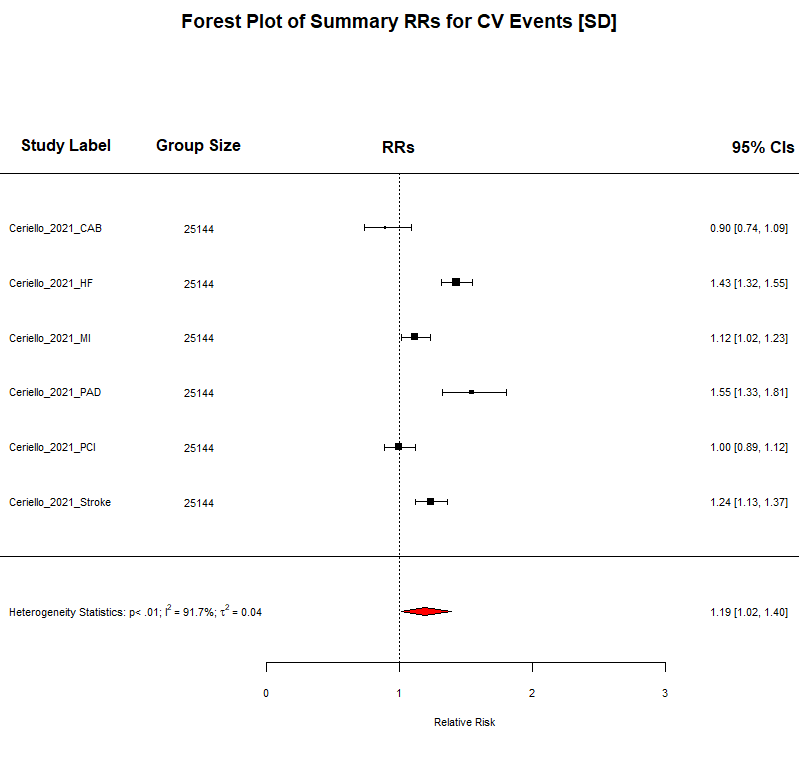 Forest Plot of Summary RRs for CV Events [SD]
Study Label Group Size RRs 95% CIs
Ceriello_2021_CAB 25144 0.90 [0.74, 1.09]
Ceriello_2021_HF 25144 1.43 [1.32, 1.55]
Ceriello_2021_MI 25144 1.12 [1.02, 1.23]
Ceriello_2021_PAD 25144 1.55 [1.33, 1.81]
Ceriello_2021_PCI 25144 1.00 [0.89, 1.12]
Ceriello_2021_Stroke 25144 1.24 [1.13, 1.37]
Heterogeneity Statistics: p< .01; I² = 91.7%; τ² = 0.04 1.19 [1.02, 1.40]
0 1 2 3
Relative Risk